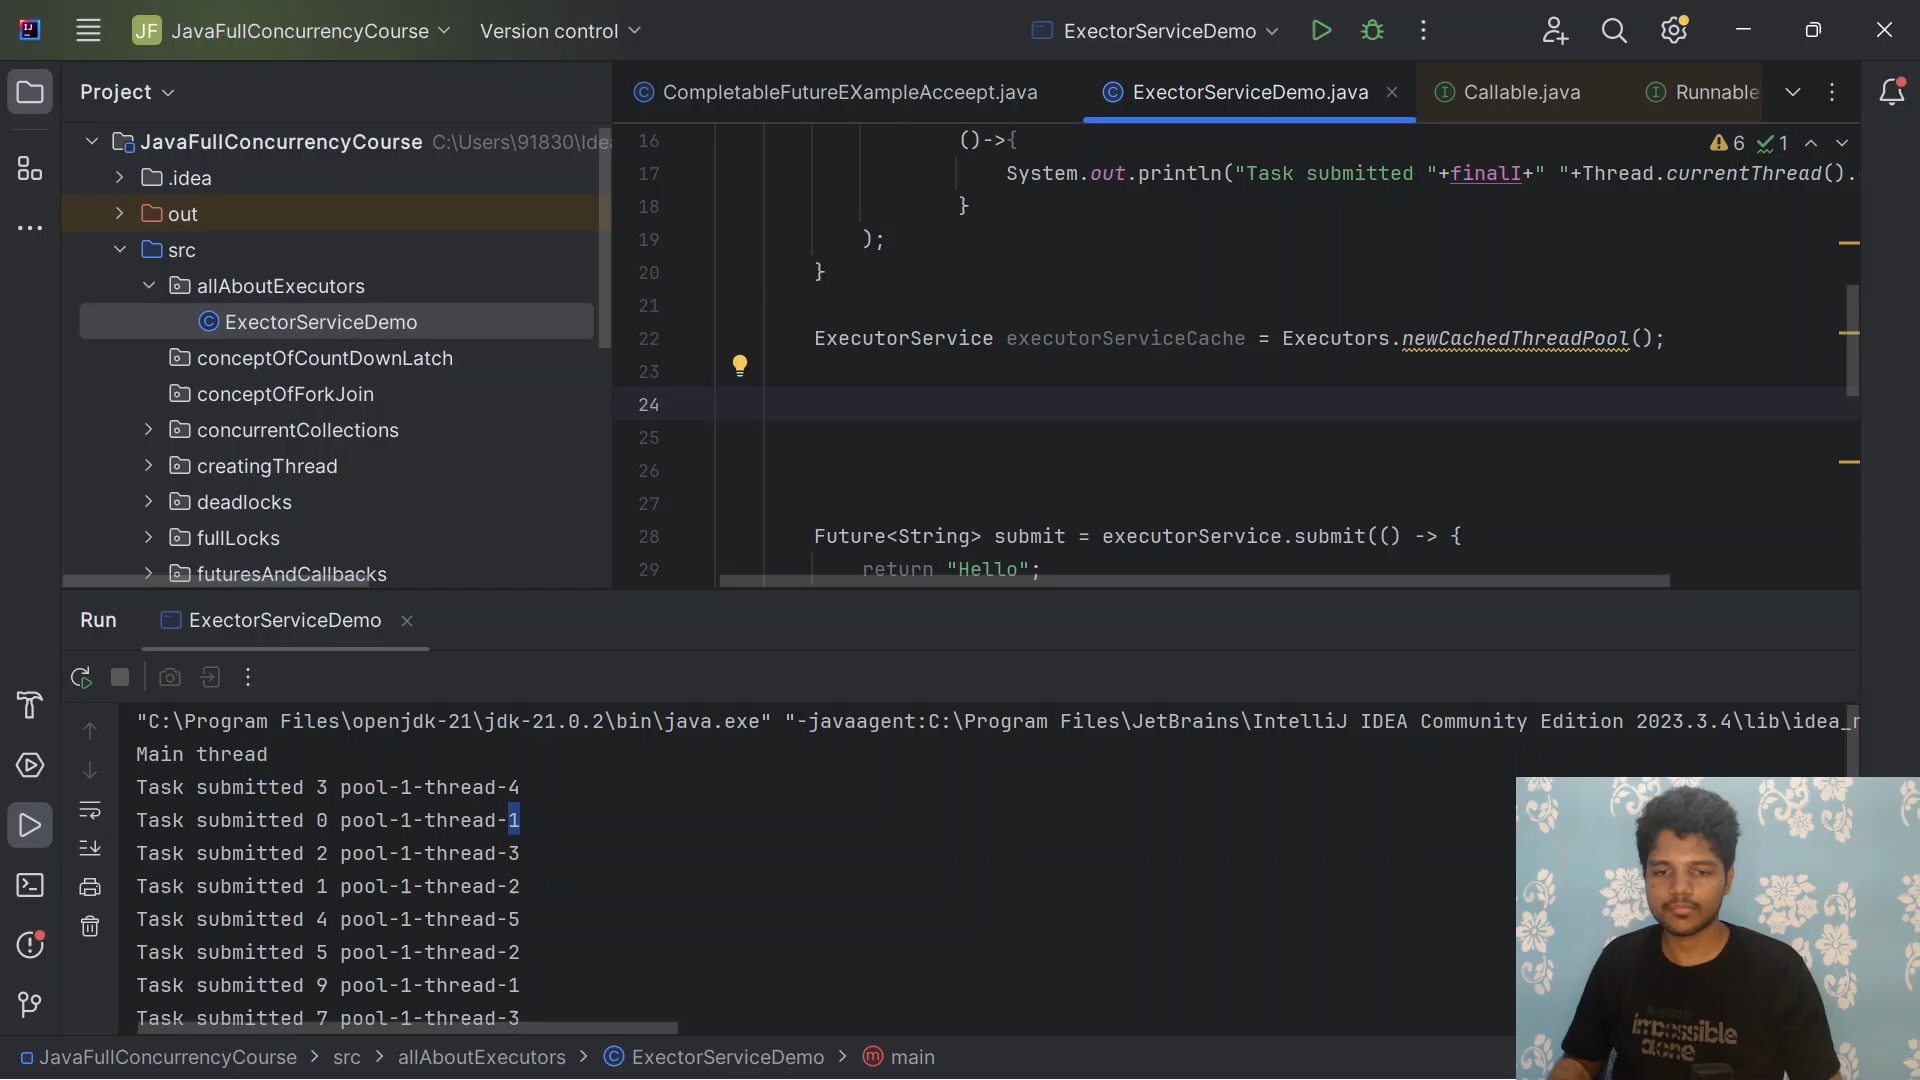 JF JavaFullConcurrencyCourse Version control ExectorServiceDemo
Project
CompletableFutureEXampleAcceept.java ExectorServiceDemo.java Callable.java Runnable
JavaFullConcurrencyCourse C:\Users\91830\Idea
.idea
out
src
allAboutExecutors
ExectorServiceDemo
conceptOfCountDownLatch
conceptOfForkJoin
concurrentCollections
creatingThread
deadlocks
fullLocks
futuresAndCallbacks
6 1
16 ()->{
17 System.out.println("Task submitted "+finalI+" "+Thread.currentThread().
18 }
19 );
20 }
21
22 ExecutorService executorServiceCache = Executors.newCachedThreadPool();
23
24
25
26
27
28 Future<String> submit = executorService.submit(() -> {
29 return "Hello";
Run ExectorServiceDemo
"C:\Program Files\openjdk-21\jdk-21.0.2\bin\java.exe" "-javaagent:C:\Program Files\JetBrains\IntelliJ IDEA Community Edition 2023.3.4\lib\idea_r
Main thread
Task submitted 3 pool-1-thread-4
Task submitted 0 pool-1-thread-1
Task submitted 2 pool-1-thread-3
Task submitted 1 pool-1-thread-2
Task submitted 4 pool-1-thread-5
Task submitted 5 pool-1-thread-2
Task submitted 9 pool-1-thread-1
Task submitted 7 pool-1-thread-3
impossible
alone
JavaFullConcurrencyCourse > src > allAboutExecutors > ExectorServiceDemo > main